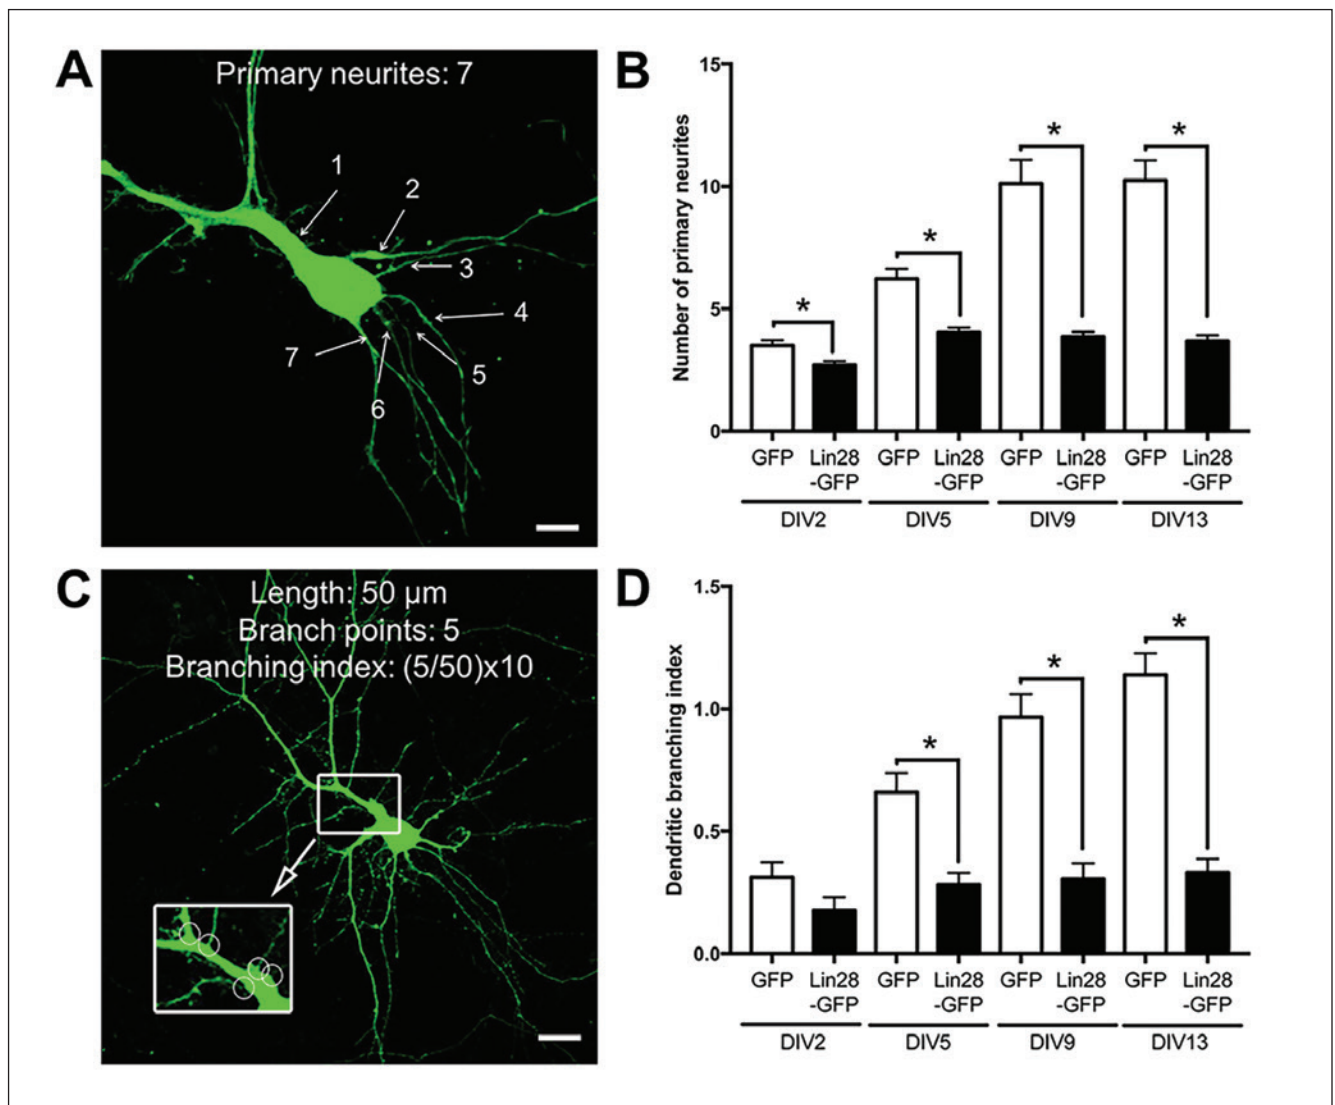 A
Primary neurites: 7
1
2
3
4
5
6
7
B
Number of primary neurites
15
10
5
0
*
*
*
*
GFP Lin28 -GFP GFP Lin28 -GFP GFP Lin28 -GFP GFP Lin28 -GFP
DIV2 DIV5 DIV9 DIV13
C
Length: 50 µm
Branch points: 5
Branching index: (5/50)x10
D
Dendritic branching index
1.5
1.0
0.5
0.0
*
*
*
GFP Lin28 -GFP GFP Lin28 -GFP GFP Lin28 -GFP GFP Lin28 -GFP
DIV2 DIV5 DIV9 DIV13